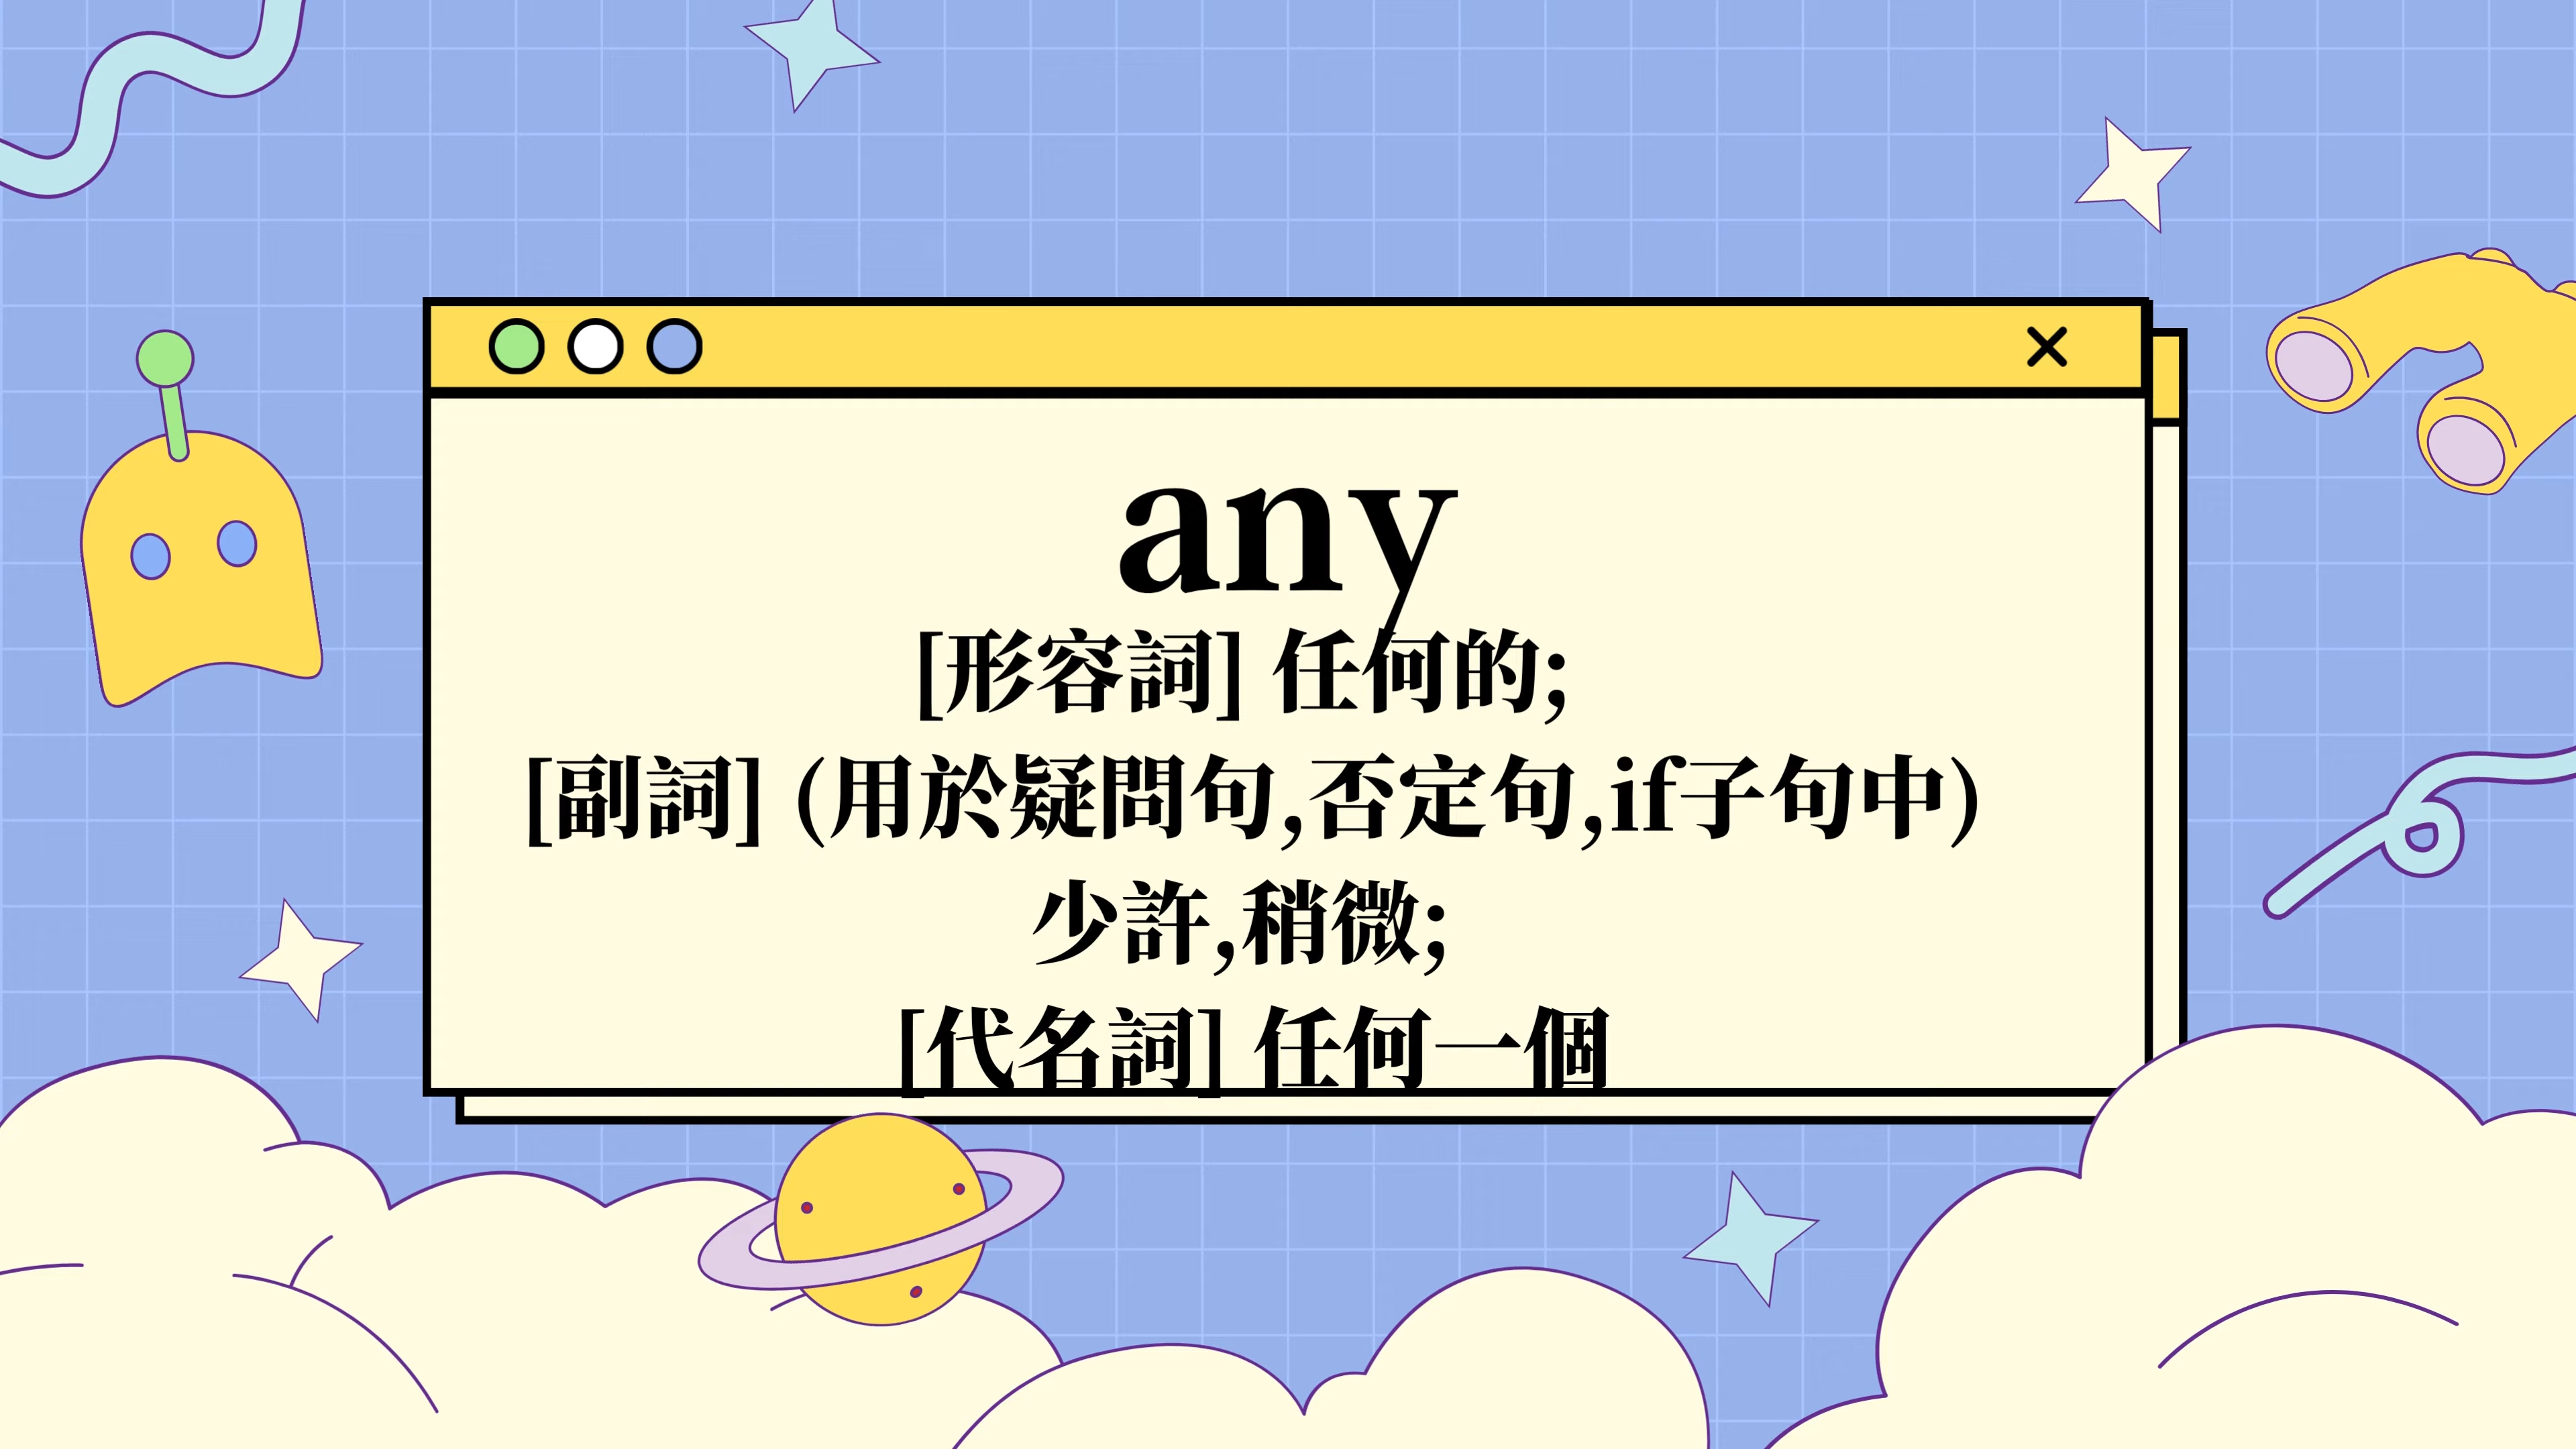 any
[形容詞] 任何的;
[副詞] (用於疑問句,否定句,if子句中)
少許,稍微;
[代名詞] 任何一個